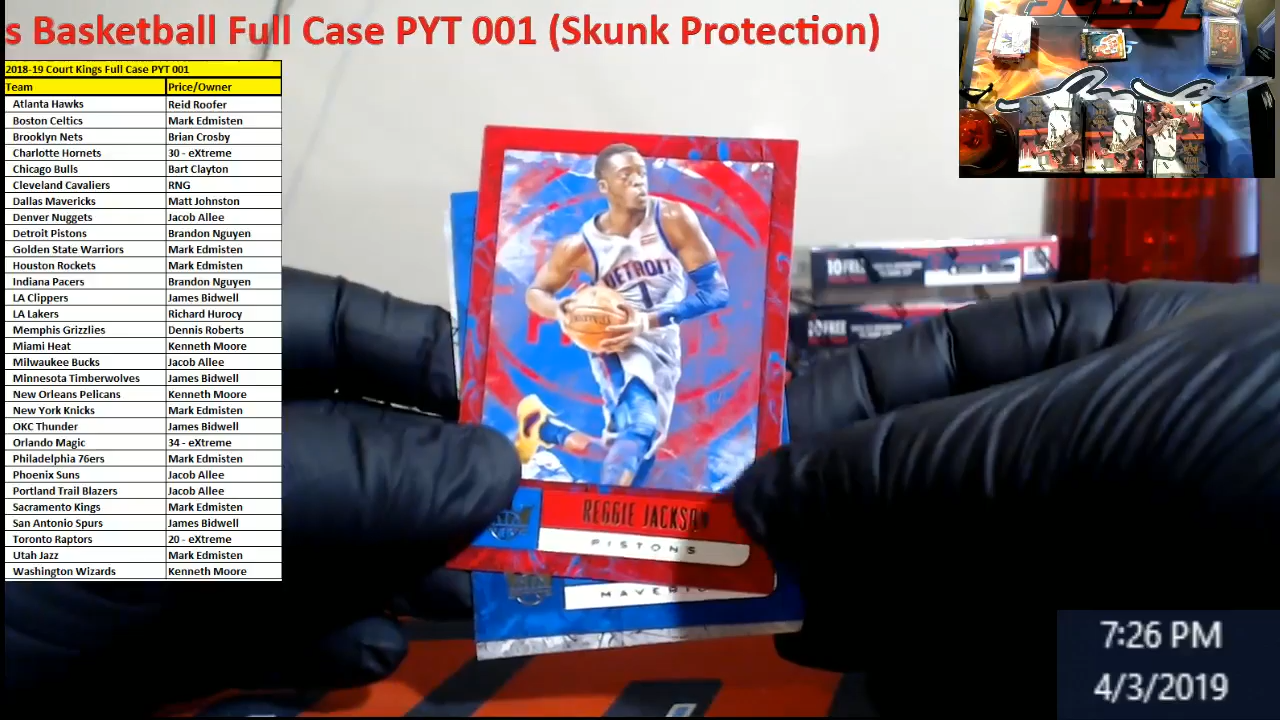 s Basketball Full Case PYT 001 (Skunk Protection)
2018-19 Court Kings Full Case PYT 001
Team Price/Owner
Atlanta Hawks Reid Roofer
Boston Celtics Mark Edmisten
Brooklyn Nets Brian Crosby
Charlotte Hornets 30 - eXtreme
Chicago Bulls Bart Clayton
Cleveland Cavaliers RNG
Dallas Mavericks Matt Johnston
Denver Nuggets Jacob Allee
Detroit Pistons Brandon Nguyen
Golden State Warriors Mark Edmisten
Houston Rockets Mark Edmisten
Indiana Pacers Brandon Nguyen
LA Clippers James Bidwell
LA Lakers Richard Hurocy
Memphis Grizzlies Dennis Roberts
Miami Heat Kenneth Moore
Milwaukee Bucks Jacob Allee
Minnesota Timberwolves James Bidwell
New Orleans Pelicans Kenneth Moore
New York Knicks Mark Edmisten
OKC Thunder James Bidwell
Orlando Magic 34 - eXtreme
Philadelphia 76ers Mark Edmisten
Phoenix Suns Jacob Allee
Portland Trail Blazers Jacob Allee
Sacramento Kings Mark Edmisten
San Antonio Spurs James Bidwell
Toronto Raptors 20 - eXtreme
Utah Jazz Mark Edmisten
Washington Wizards Kenneth Moore
DETROIT
1
REGGIE JACKSON
PISTONS
MAVERIC
7:26 PM
4/3/2019